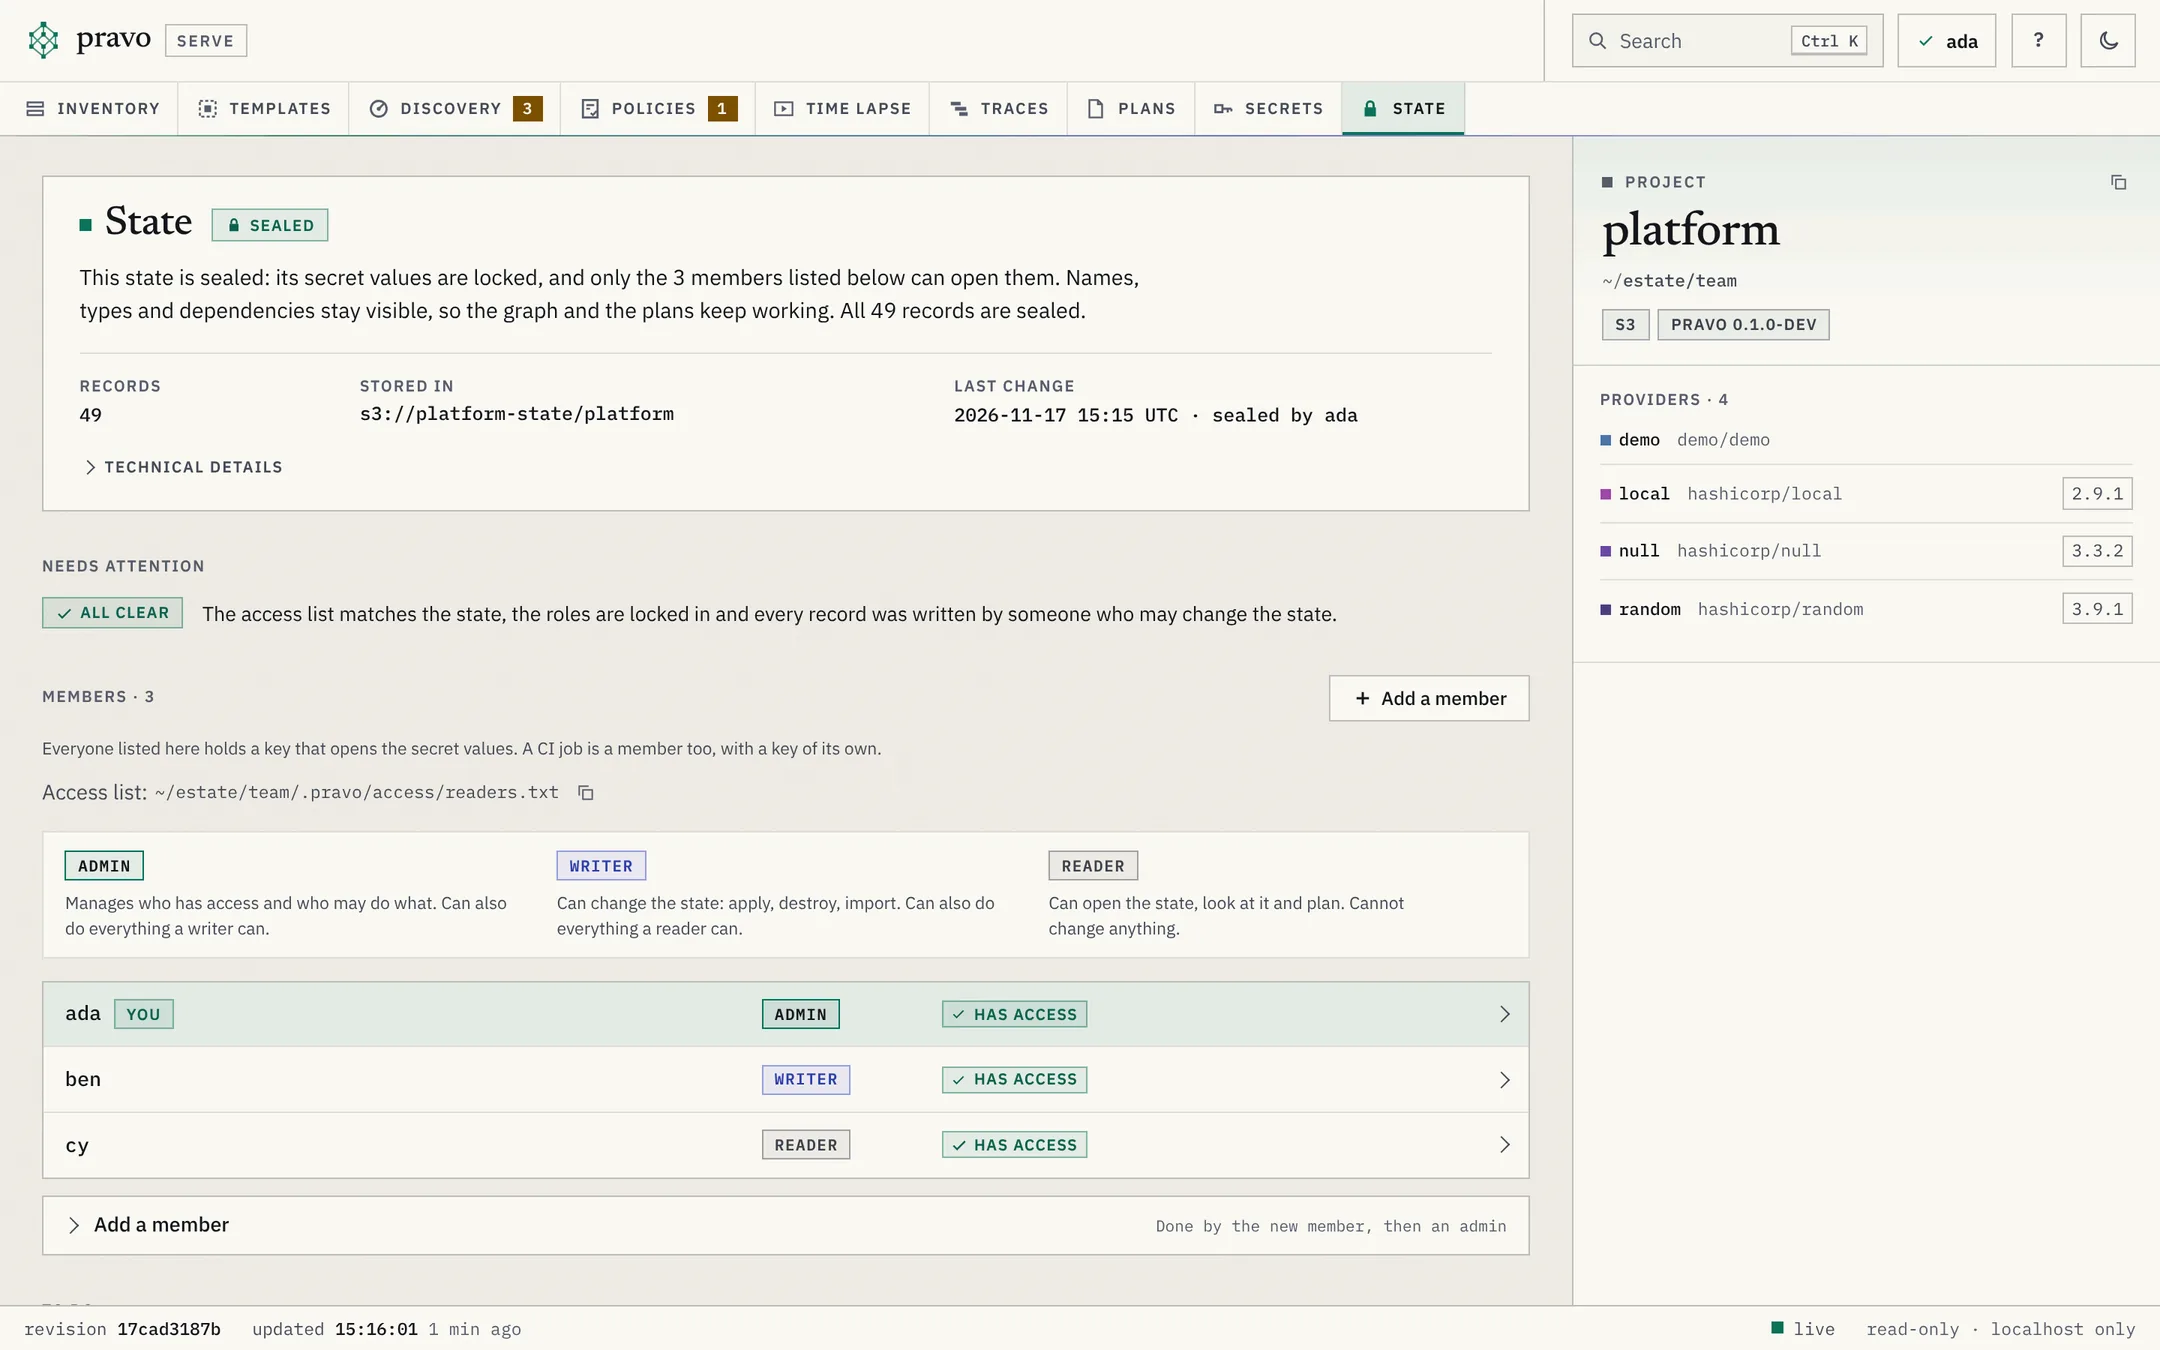 pravo SERVE
Search Ctrl K
ada
?
INVENTORY
TEMPLATES
DISCOVERY 3
POLICIES 1
TIME LAPSE
TRACES
PLANS
SECRETS
STATE
State SEALED
This state is sealed: its secret values are locked, and only the 3 members listed below can open them. Names,
types and dependencies stay visible, so the graph and the plans keep working. All 49 records are sealed.
RECORDS
49
STORED IN
s3://platform-state/platform
LAST CHANGE
2026-11-17 15:15 UTC · sealed by ada
TECHNICAL DETAILS
NEEDS ATTENTION
ALL CLEAR The access list matches the state, the roles are locked in and every record was written by someone who may change the state.
MEMBERS · 3
+ Add a member
Everyone listed here holds a key that opens the secret values. A CI job is a member too, with a key of its own.
Access list: ~/estate/team/.pravo/access/readers.txt
ADMIN
Manages who has access and who may do what. Can also
do everything a writer can.
WRITER
Can change the state: apply, destroy, import. Can also do
everything a reader can.
READER
Can open the state, look at it and plan. Cannot
change anything.
ada YOU ADMIN HAS ACCESS
ben WRITER HAS ACCESS
cy READER HAS ACCESS
Add a member Done by the new member, then an admin
PROJECT
platform
~/estate/team
S3 PRAVO 0.1.0-DEV
PROVIDERS · 4
demo demo/demo
local hashicorp/local 2.9.1
null hashicorp/null 3.3.2
random hashicorp/random 3.9.1
revision 17cad3187b updated 15:16:01 1 min ago
live read-only · localhost only